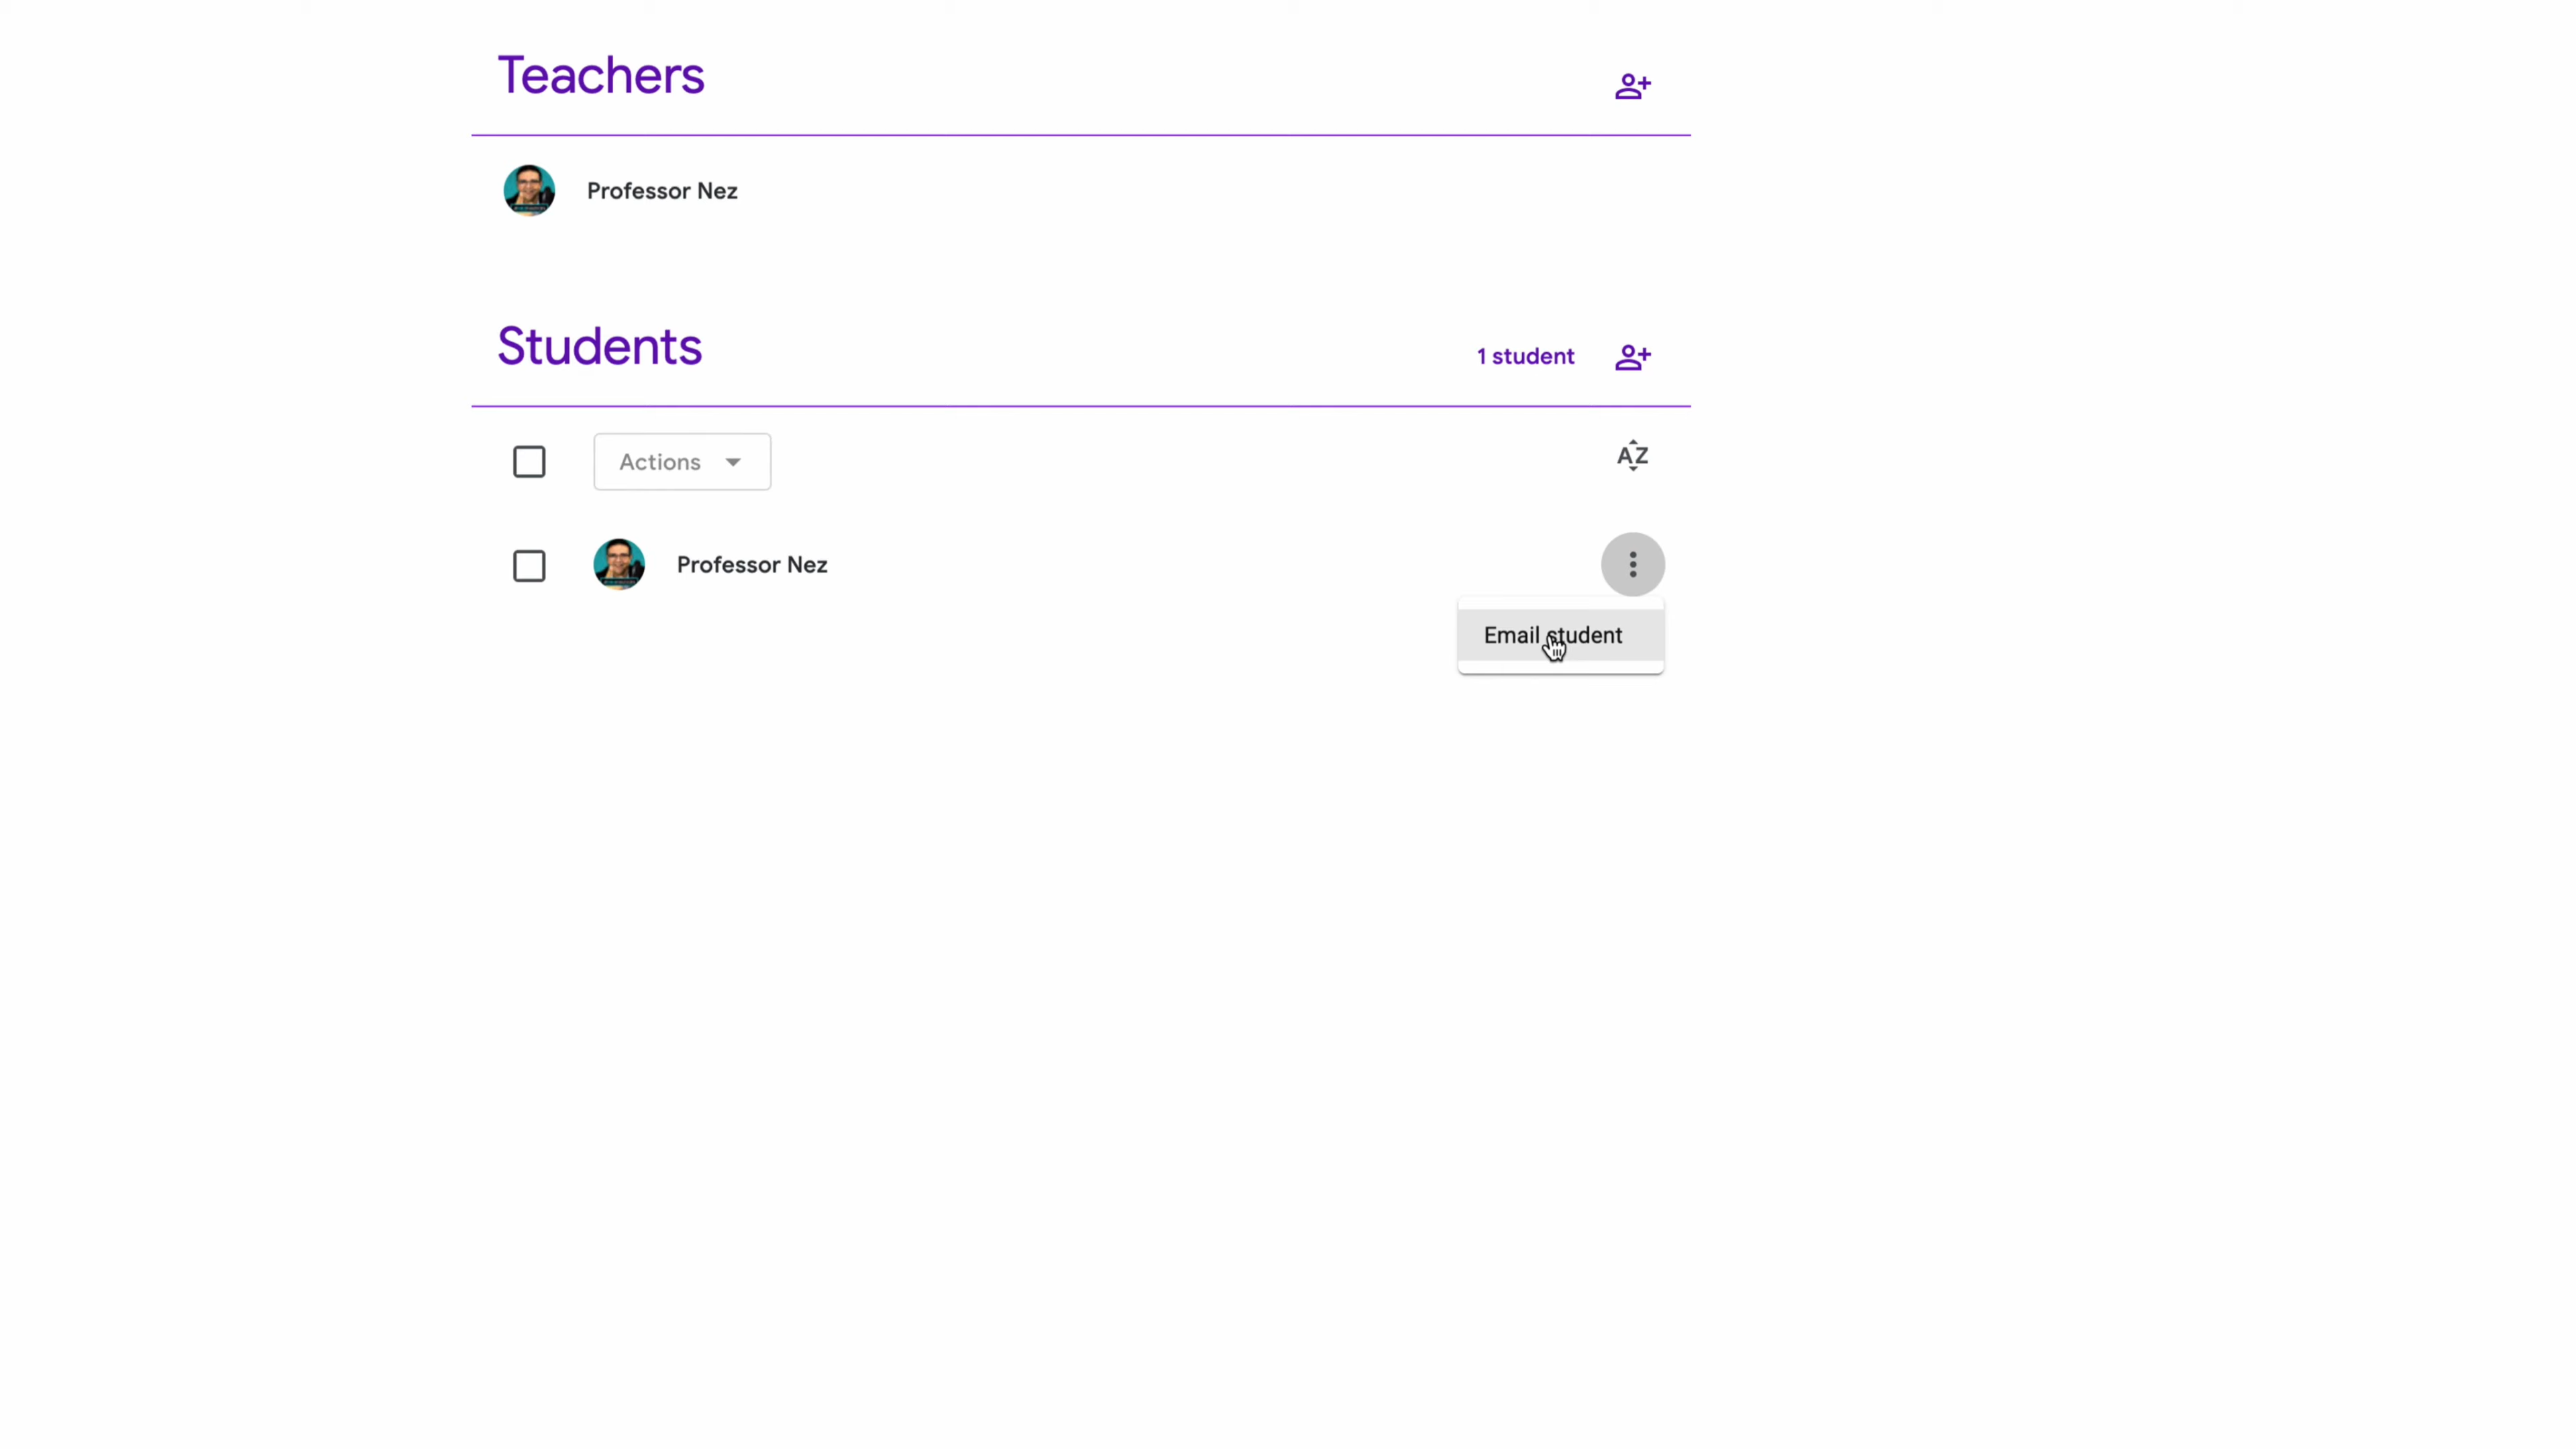 Teachers
Professor Nez
Students
1 student
Actions
AZ
Professor Nez
Email student